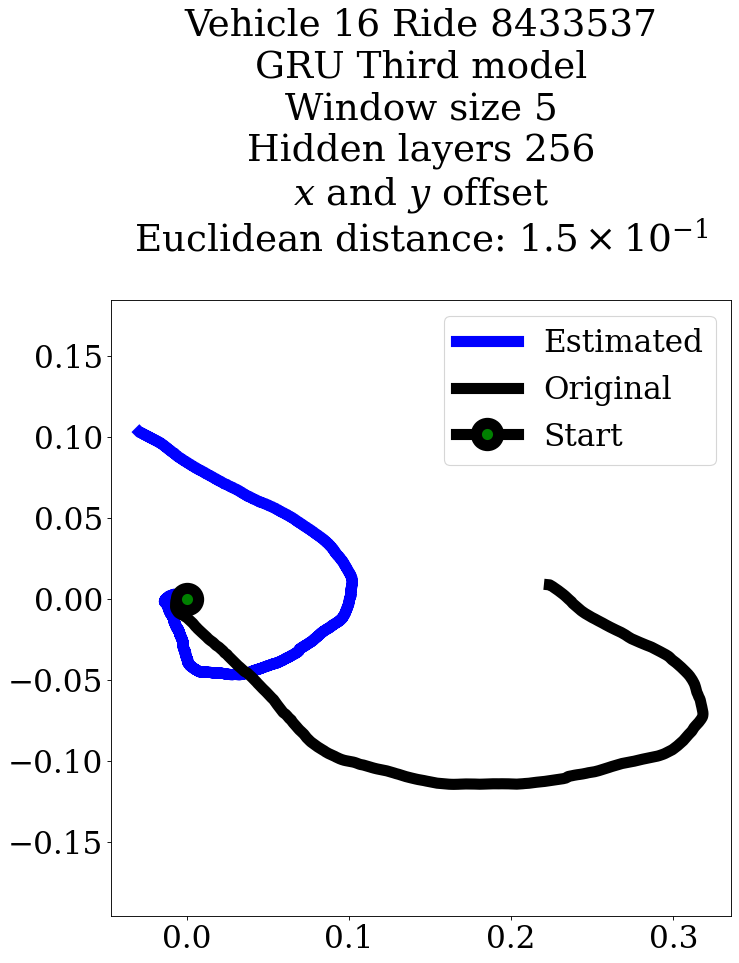 Vehicle 16 Ride 8433537
GRU Third model
Window size 5
Hidden layers 256
x and y offset
Euclidean distance: 1.5 × 10⁻¹
Estimated
Original
Start
0.15
0.10
0.05
0.00
−0.05
−0.10
−0.15
0.0 0.1 0.2 0.3